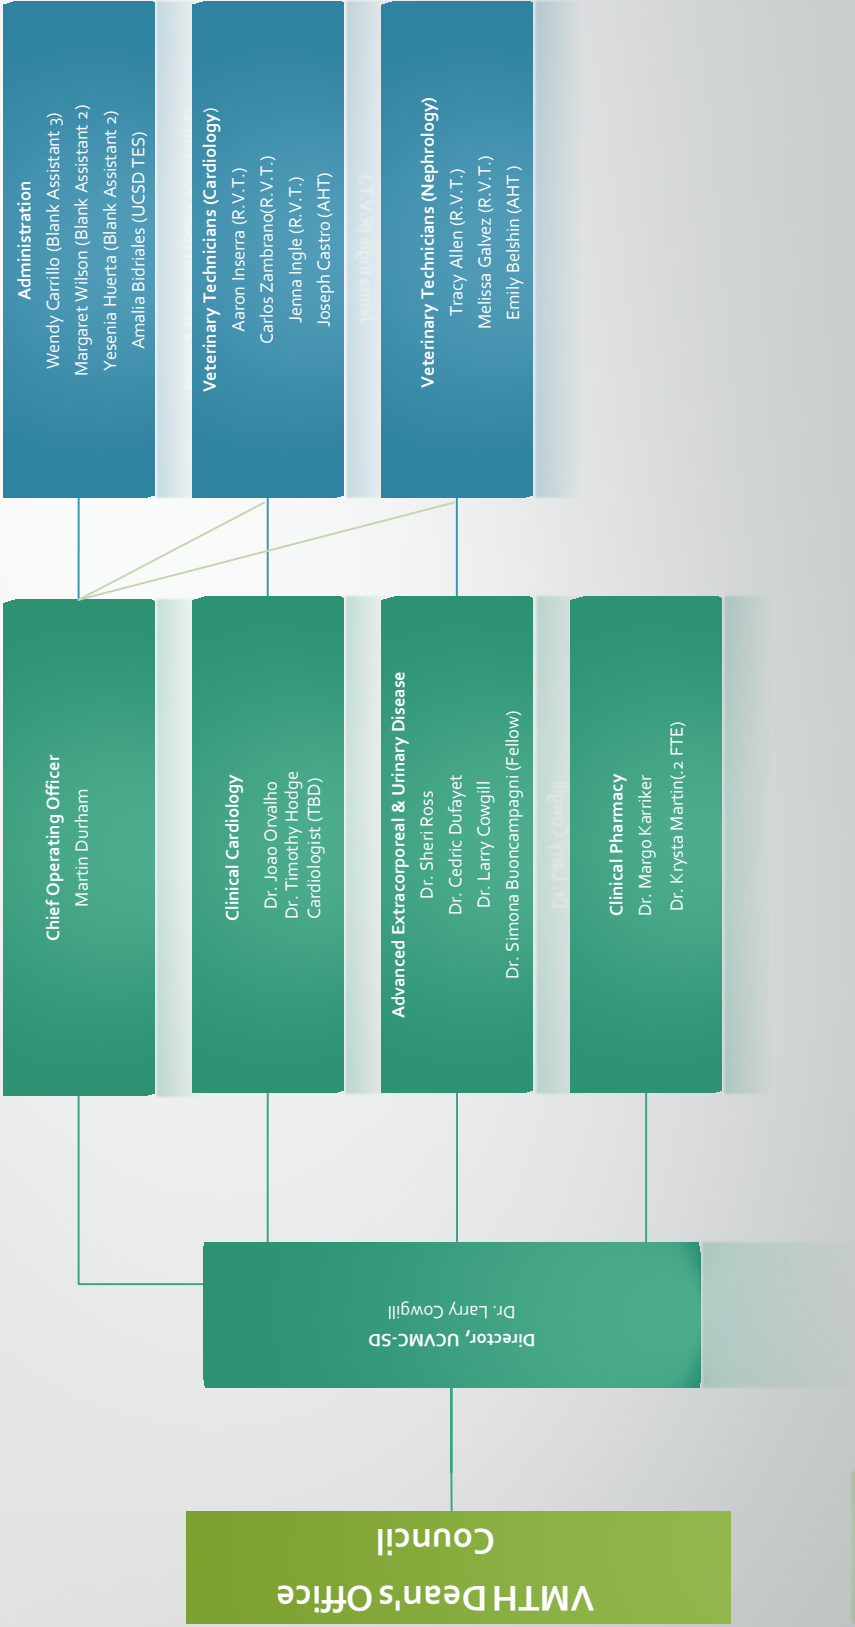 VMTH Dean's Office
Council
Director, UCVMC-SD
Dr. Larry Cowgill
Chief Operating Officer
Martin Durham
Clinical Cardiology
Dr. Joao Orvalho
Dr. Timothy Hodge
Cardiologist (TBD)
Advanced Extracorporeal & Urinary Disease
Dr. Sheri Ross
Dr. Cedric Dufayet
Dr. Larry Cowgill
Dr. Simona Buoncampagni (Fellow)
Clinical Pharmacy
Dr. Margo Karriker
Dr. Krysta Martin(.2 FTE)
Administration
Wendy Carrillo (Blank Assistant 3)
Margaret Wilson (Blank Assistant 2)
Yesenia Huerta (Blank Assistant 2)
Amalia Bidriales (UCSD TES)
Veterinary Technicians (Cardiology)
Aaron Inserra (R.V.T.)
Carlos Zambrano(R.V.T.)
Jenna Ingle (R.V.T.)
Joseph Castro (AHT)
Veterinary Technicians (Nephrology)
Tracy Allen (R.V.T.)
Melissa Galvez (R.V.T.)
Emily Belshin (AHT )